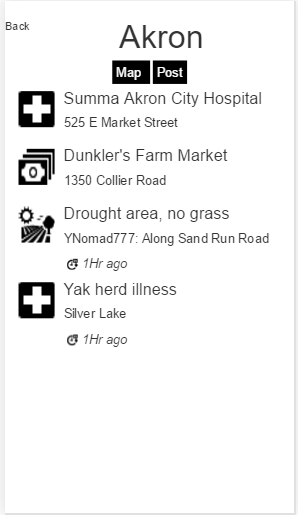 Back
Akron
Map Post
Summa Akron City Hospital
525 E Market Street
Dunkler's Farm Market
1350 Collier Road
Drought area, no grass
YNomad777: Along Sand Run Road
1Hr ago
Yak herd illness
Silver Lake
1Hr ago